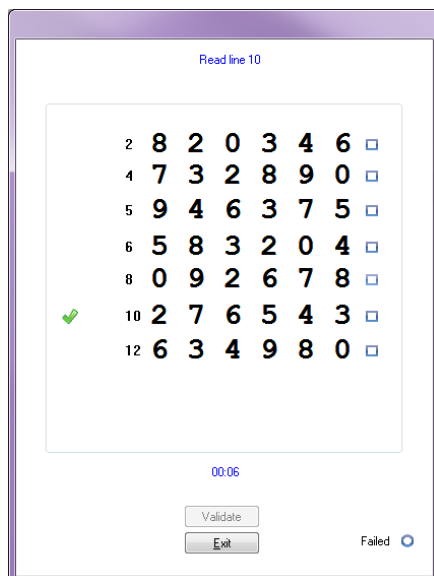 Read line 10
2 8 2 0 3 4 6
4 7 3 2 8 9 0
5 9 4 6 3 7 5
6 5 8 3 2 0 4
8 0 9 2 6 7 8
10 2 7 6 5 4 3
12 6 3 4 9 8 0
00:06
Validate
Exit
Failed